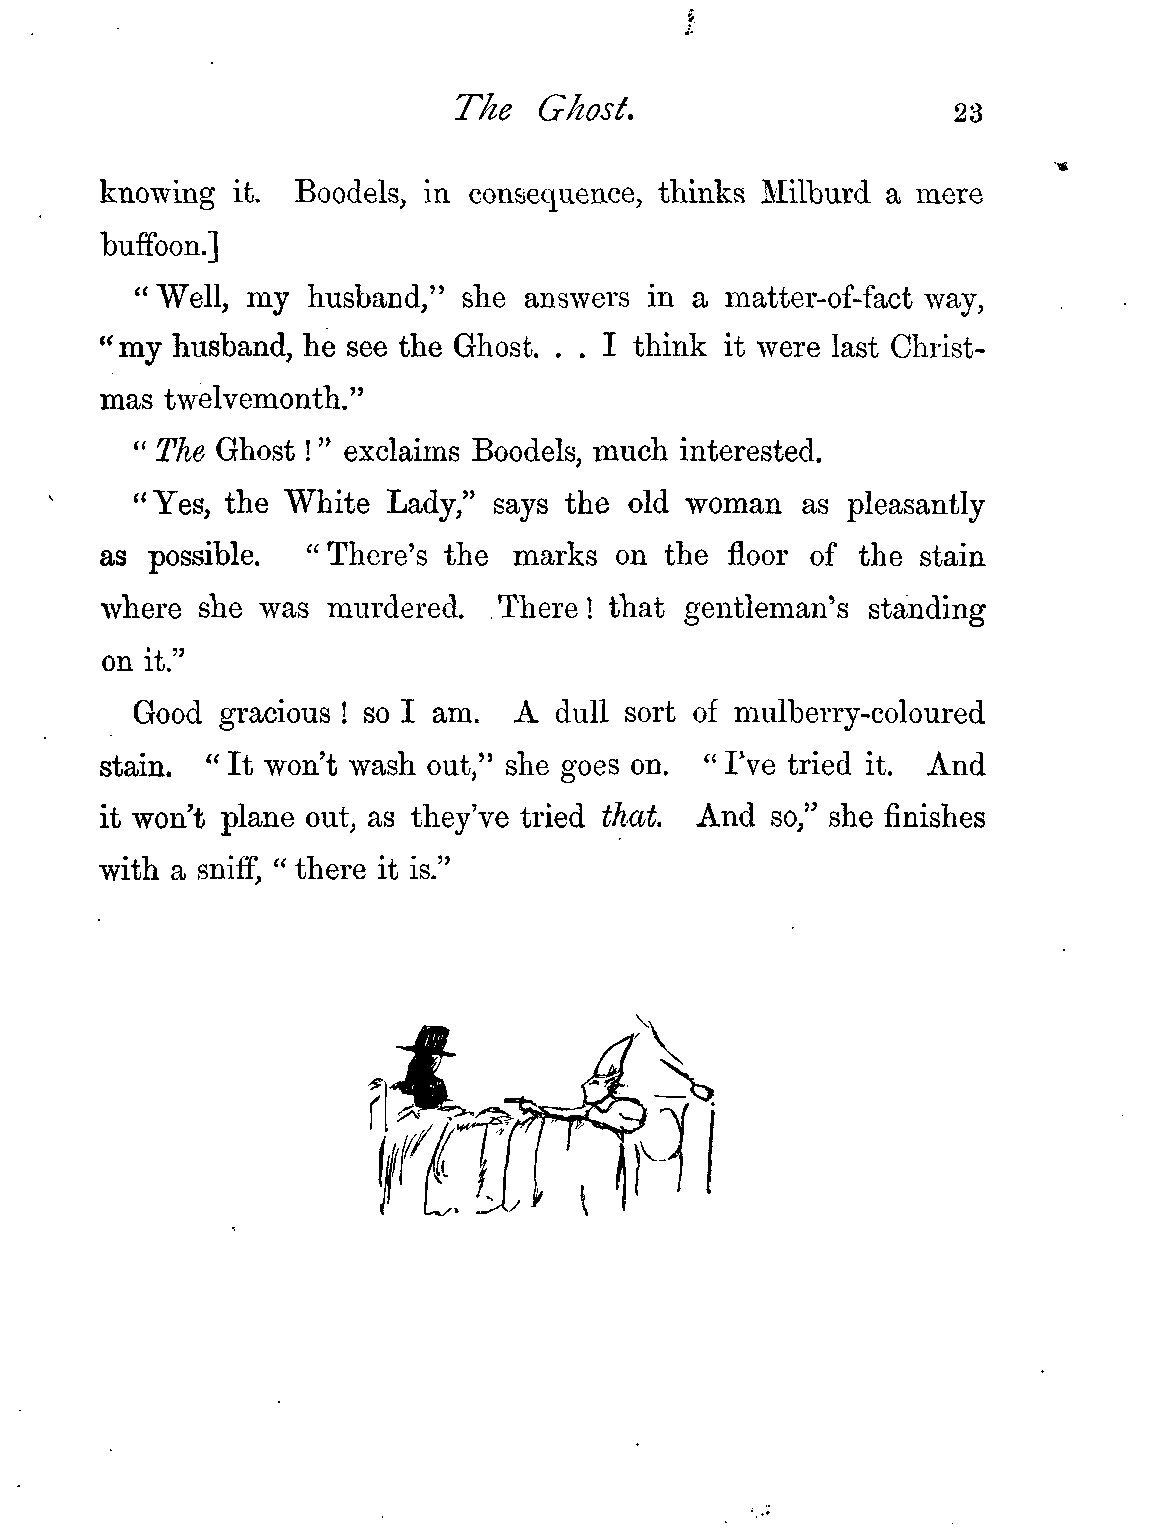 The Ghost. 23
knowing it. Boodels, in consequence, thinks Milburd a mere
buffoon.]
“Well, my husband,” she answers in a matter-of-fact way,
“my husband, he see the Ghost. . . I think it were last Christ-
mas twelvemonth.”
“The Ghost!” exclaims Boodels, much interested.
“Yes, the White Lady,” says the old woman as pleasantly
as possible. “There’s the marks on the floor of the stain
where she was murdered. There! that gentleman’s standing
on it.”
Good gracious! so I am. A dull sort of mulberry-coloured
stain. “It won’t wash out,” she goes on. “I’ve tried it. And
it won’t plane out, as they’ve tried that. And so,” she finishes
with a sniff, “there it is.”